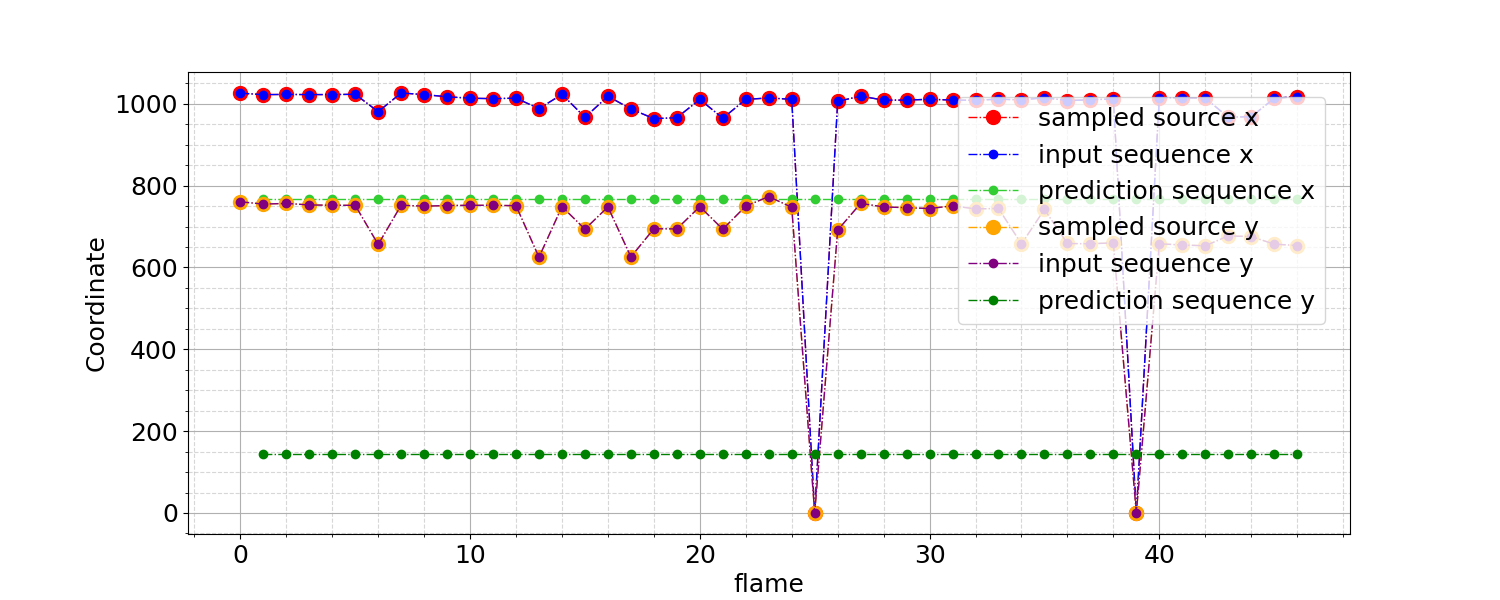 1000
800
600
400
200
0
Coordinate
sampled source x
input sequence x
prediction sequence x
sampled source y
input sequence y
prediction sequence y
0 10 20 30 40
flame